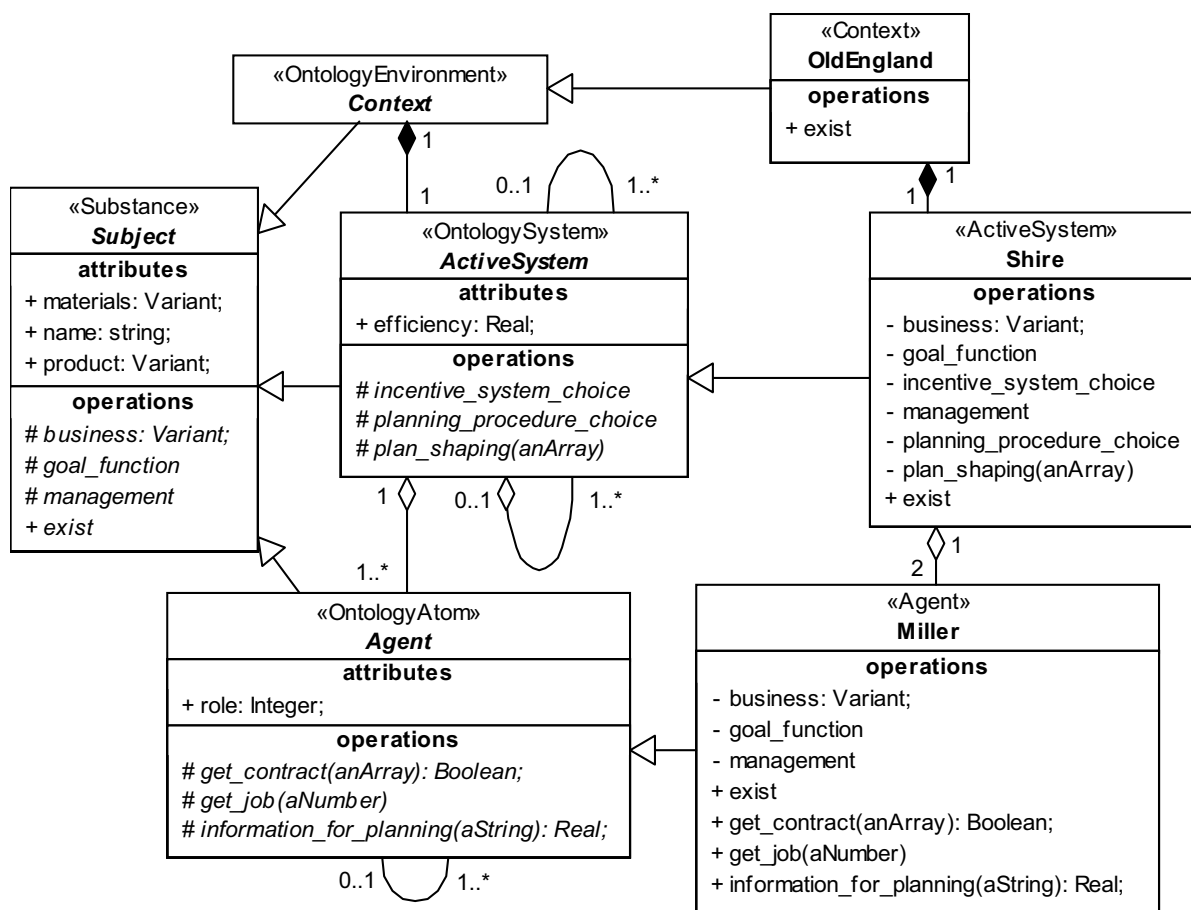 «Context»
OldEngland
operations
+ exist
«OntologyEnvironment»
Context
1
1
0..1
1..*
1
1
«Substance»
Subject
attributes
+ materials: Variant;
+ name: string;
+ product: Variant;
operations
# business: Variant;
# goal_function
# management
+ exist
«OntologySystem»
ActiveSystem
attributes
+ efficiency: Real;
operations
# incentive_system_choice
# planning_procedure_choice
# plan_shaping(anArray)
«ActiveSystem»
Shire
operations
- business: Variant;
- goal_function
- incentive_system_choice
- management
- planning_procedure_choice
- plan_shaping(anArray)
+ exist
1
0..1
1..*
1..*
1
2
«OntologyAtom»
Agent
attributes
+ role: Integer;
operations
# get_contract(anArray): Boolean;
# get_job(aNumber)
# information_for_planning(aString): Real;
0..1
1..*
«Agent»
Miller
operations
- business: Variant;
- goal_function
- management
+ exist
+ get_contract(anArray): Boolean;
+ get_job(aNumber)
+ information_for_planning(aString): Real;